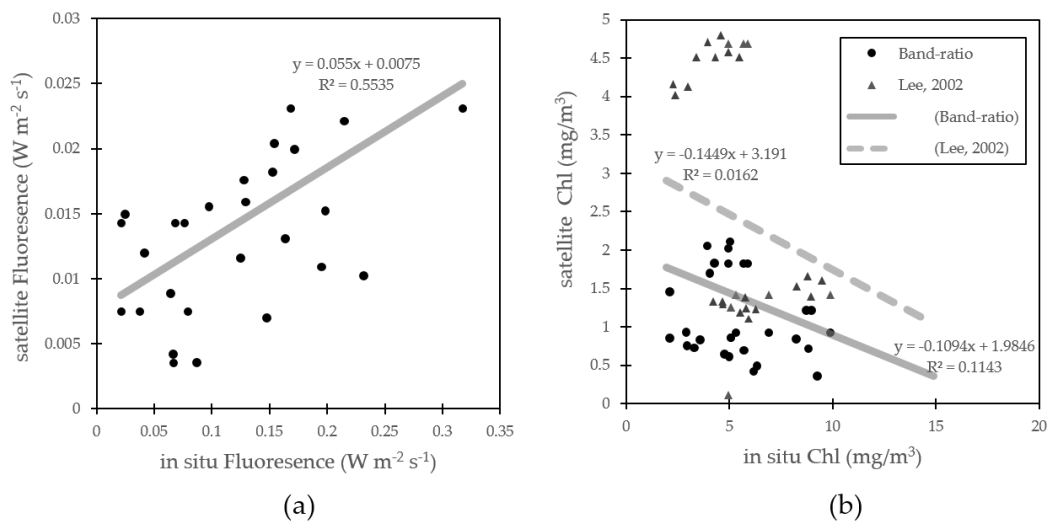 0.03
0.025
0.02
0.015
0.01
0.005
0
satellite Fluoresence (W m-2 s-1)
y = 0.055x + 0.0075
R² = 0.5535
0
0.05
0.1
0.15
0.2
0.25
0.3
0.35
in situ Fluoresence (W m-2 s-1)
(a)
5
4.5
4
3.5
3
2.5
2
1.5
1
0.5
0
satellite Chl (mg/m3)
Band-ratio
Lee, 2002
(Band-ratio)
(Lee, 2002)
y = -0.1449x + 3.191
R² = 0.0162
y = -0.1094x + 1.9846
R² = 0.1143
0
5
10
15
20
in situ Chl (mg/m3)
(b)